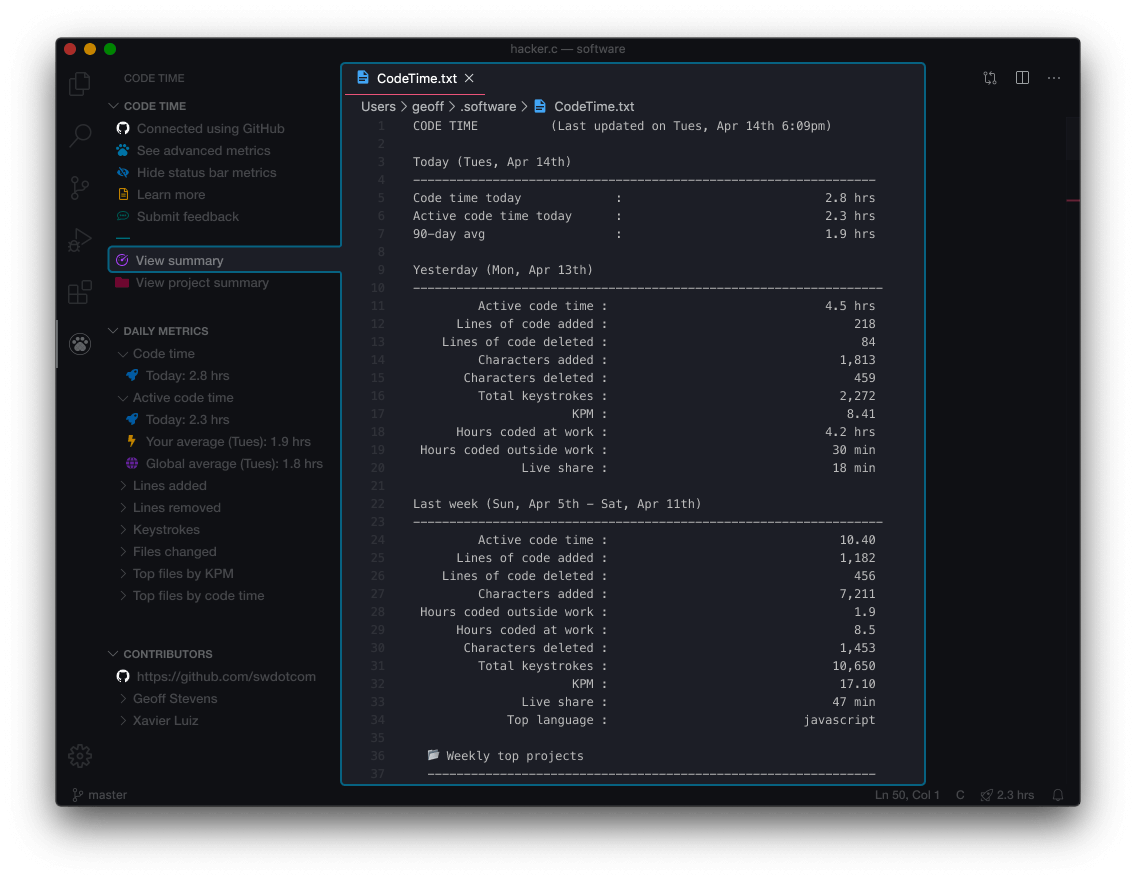 hacker.c — software
CODE TIME
CODE TIME
Connected using GitHub
See advanced metrics
Hide status bar metrics
Learn more
Submit feedback
View summary
View project summary
DAILY METRICS
Code time
Today: 2.8 hrs
Active code time
Today: 2.3 hrs
Your average (Tues): 1.9 hrs
Global average (Tues): 1.8 hrs
Lines added
Lines removed
Keystrokes
Files changed
Top files by KPM
Top files by code time
CONTRIBUTORS
https://github.com/swdotcom
Geoff Stevens
Xavier Luiz
CodeTime.txt ×
Users > geoff > .software > CodeTime.txt
1 CODE TIME (Last updated on Tues, Apr 14th 6:09pm)
2
3 Today (Tues, Apr 14th)
4 ----------------------------------------------------------------
5 Code time today : 2.8 hrs
6 Active code time today : 2.3 hrs
7 90-day avg : 1.9 hrs
8
9 Yesterday (Mon, Apr 13th)
10 -----------------------------------------------------------------
11 Active code time : 4.5 hrs
12 Lines of code added : 218
13 Lines of code deleted : 84
14 Characters added : 1,813
15 Characters deleted : 459
16 Total keystrokes : 2,272
17 KPM : 8.41
18 Hours coded at work : 4.2 hrs
19 Hours coded outside work : 30 min
20 Live share : 18 min
21
22 Last week (Sun, Apr 5th - Sat, Apr 11th)
23 -----------------------------------------------------------------
24 Active code time : 10.40
25 Lines of code added : 1,182
26 Lines of code deleted : 456
27 Characters added : 7,211
28 Hours coded outside work : 1.9
29 Hours coded at work : 8.5
30 Characters deleted : 1,453
31 Total keystrokes : 10,650
32 KPM : 17.10
33 Live share : 47 min
34 Top language : javascript
35
36 Weekly top projects
37 --------------------------------------------------------------
master
Ln 50, Col 1 C 2.3 hrs